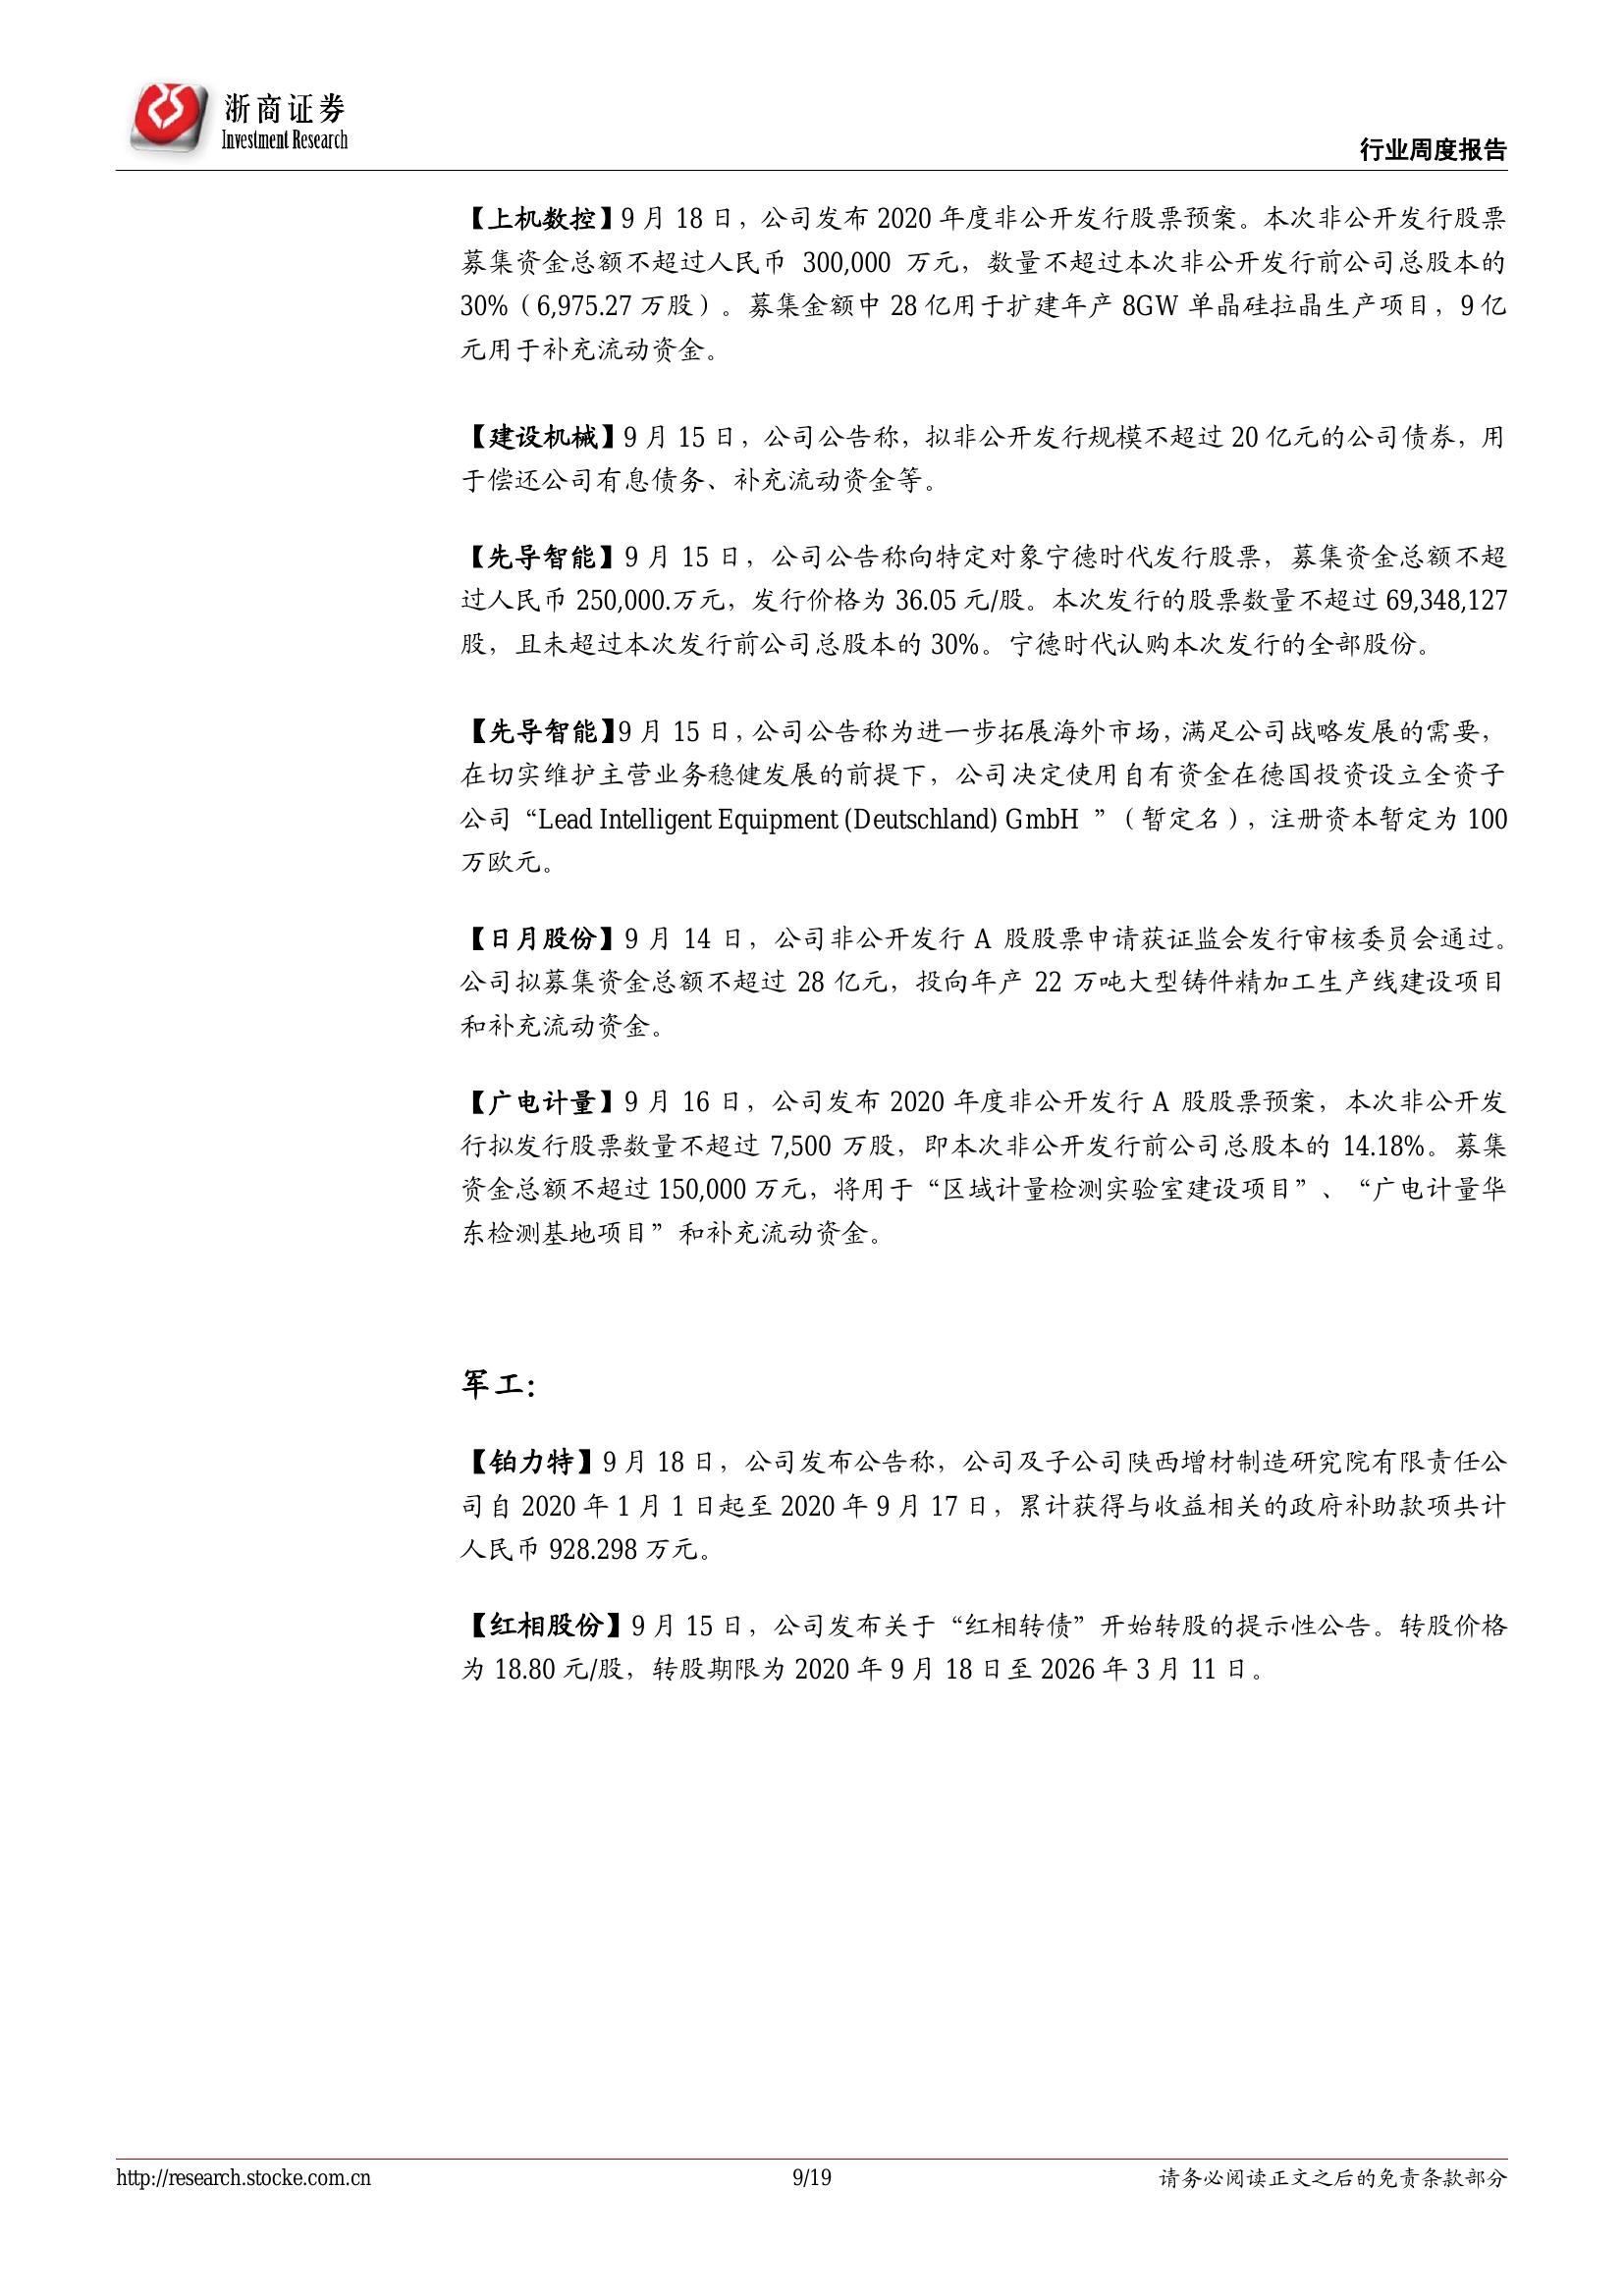 浙商证券
Investment Research
行业周度报告
【上机数控】9 月 18 日，公司发布 2020 年度非公开发行股票预案。本次非公开发行股票
募集资金总额不超过人民币 300,000 万元，数量不超过本次非公开发行前公司总股本的
30%（6,975.27 万股）。募集金额中 28 亿用于扩建年产 8GW 单晶硅拉晶生产项目，9 亿
元用于补充流动资金。
【建设机械】9 月 15 日，公司公告称，拟非公开发行规模不超过 20 亿元的公司债券，用
于偿还公司有息债务、补充流动资金等。
【先导智能】9 月 15 日，公司公告称向特定对象宁德时代发行股票，募集资金总额不超
过人民币 250,000.万元，发行价格为 36.05 元/股。本次发行的股票数量不超过 69,348,127
股，且未超过本次发行前公司总股本的 30%。宁德时代认购本次发行的全部股份。
【先导智能】9 月 15 日，公司公告称为进一步拓展海外市场，满足公司战略发展的需要，
在切实维护主营业务稳健发展的前提下，公司决定使用自有资金在德国投资设立全资子
公司“Lead Intelligent Equipment (Deutschland) GmbH ”（暂定名），注册资本暂定为 100
万欧元。
【日月股份】9 月 14 日，公司非公开发行 A 股股票申请获证监会发行审核委员会通过。
公司拟募集资金总额不超过 28 亿元，投向年产 22 万吨大型铸件精加工生产线建设项目
和补充流动资金。
【广电计量】9 月 16 日，公司发布 2020 年度非公开发行 A 股股票预案，本次非公开发
行拟发行股票数量不超过 7,500 万股，即本次非公开发行前公司总股本的 14.18%。募集
资金总额不超过 150,000 万元，将用于“区域计量检测实验室建设项目”、“广电计量华
东检测基地项目”和补充流动资金。
军工：
【铂力特】9 月 18 日，公司发布公告称，公司及子公司陕西增材制造研究院有限责任公
司自 2020 年 1 月 1 日起至 2020 年 9 月 17 日，累计获得与收益相关的政府补助款项共计
人民币 928.298 万元。
【红相股份】9 月 15 日，公司发布关于“红相转债”开始转股的提示性公告。转股价格
为 18.80 元/股，转股期限为 2020 年 9 月 18 日至 2026 年 3 月 11 日。
http://research.stocke.com.cn
9/19
请务必阅读正文之后的免责条款部分